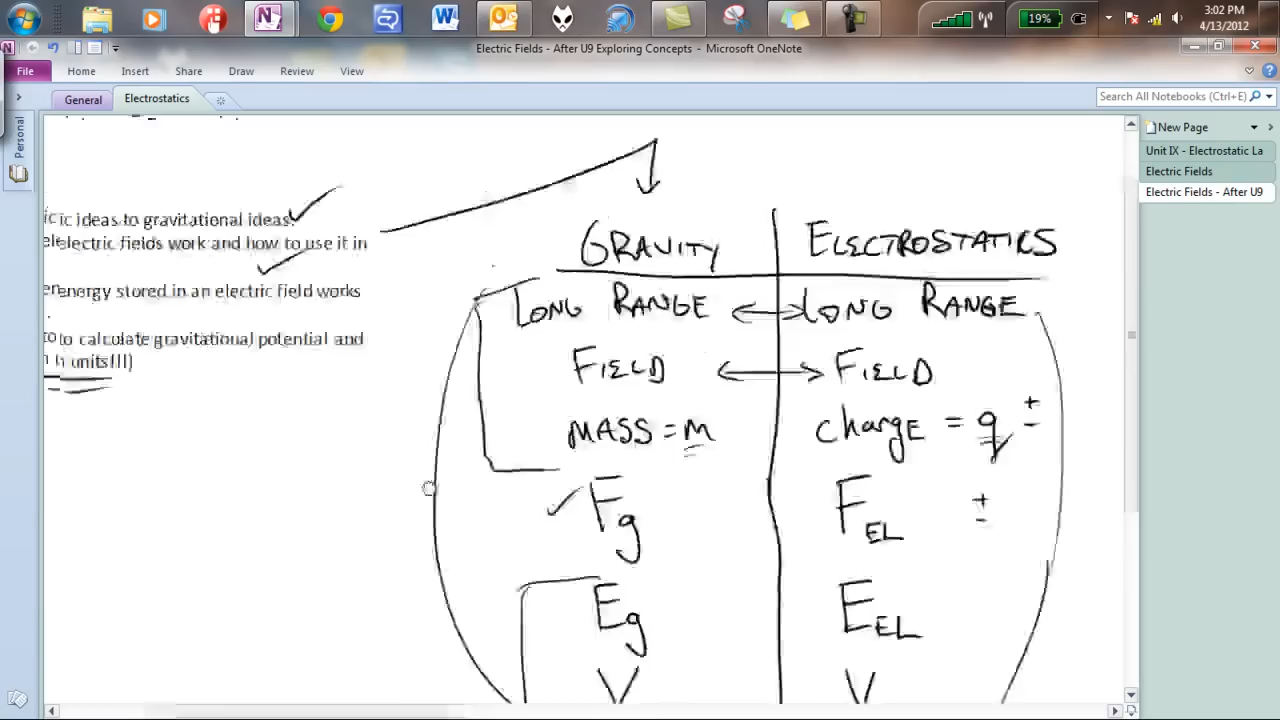 19%
3:02 PM
4/13/2012
Electric Fields - After U9 Exploring Concepts - Microsoft OneNote
File Home Insert Share Draw Review View
General Electrostatics
Search All Notebooks (Ctrl+E)
Personal
New Page
Unit IX - Electrostatic La
Electric Fields
Electric Fields - After U9
ic ideas to gravitational ideas.
electric fields work and how to use it in
energy stored in an electric field works
to calculate gravitational potential and
units!!!)
GRAVITY ELECTROSTATICS
LONG RANGE ↔ LONG RANGE
FIELD ↔ FIELD
MASS = m charge = q ±
✓ Fg FEL ±
Eg EEL
V V